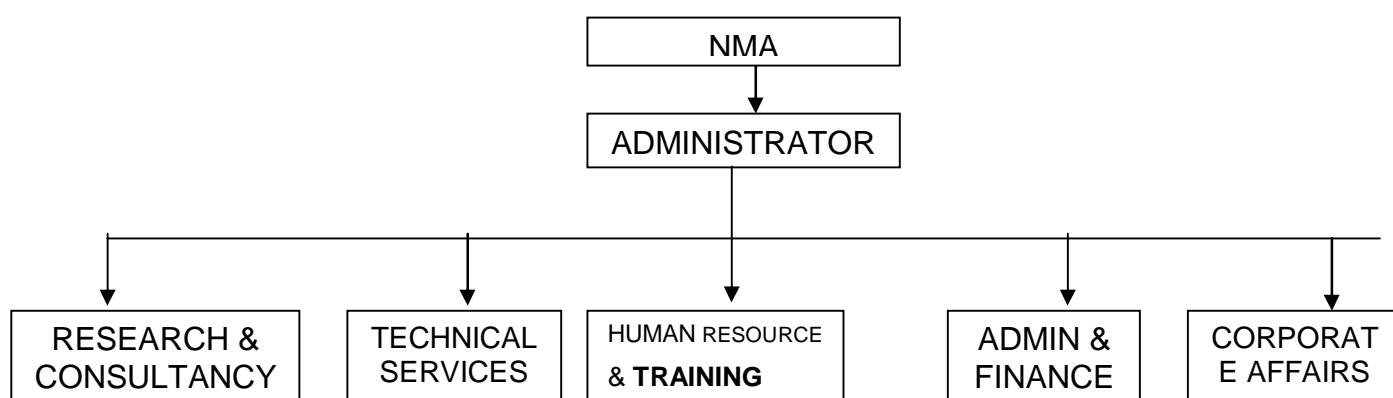 NMA
ADMINISTRATOR
RESEARCH &
CONSULTANCY
TECHNICAL
SERVICES
HUMAN RESOURCE
& TRAINING
ADMIN &
FINANCE
CORPORAT
E AFFAIRS